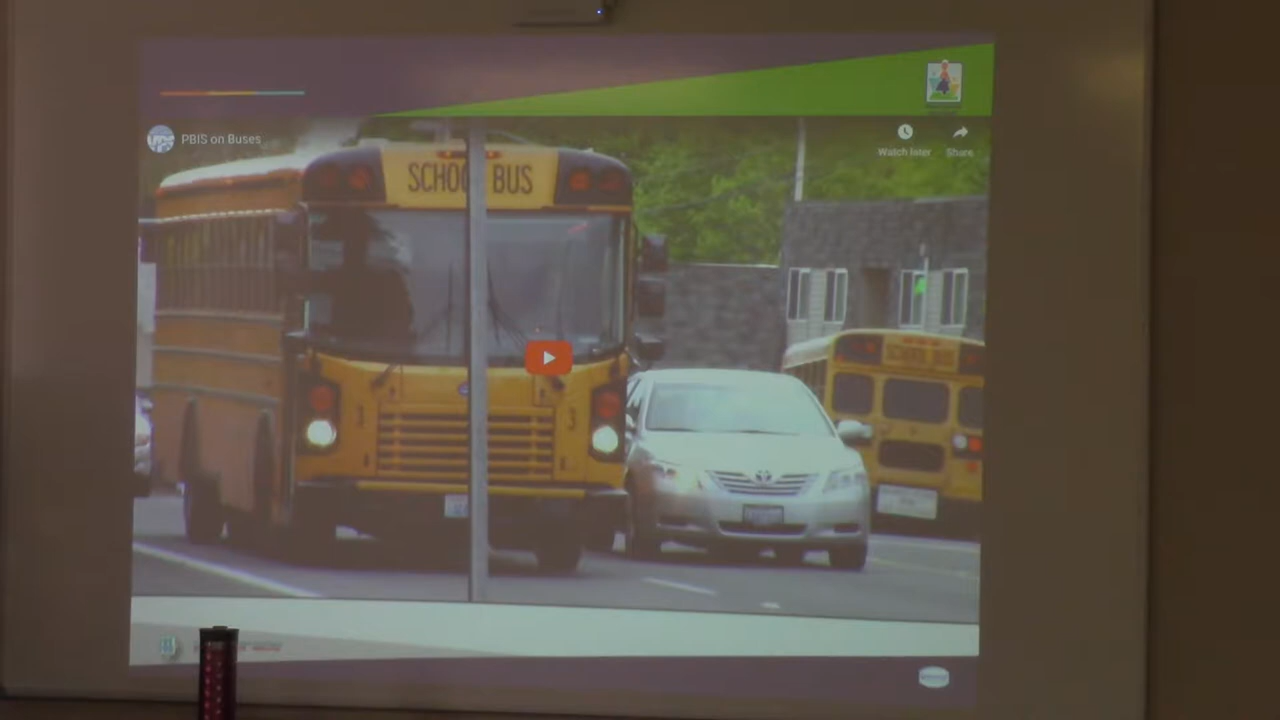 PBIS on Buses
Watch later
Share
SCHOOL BUS
SCHOOL BUS